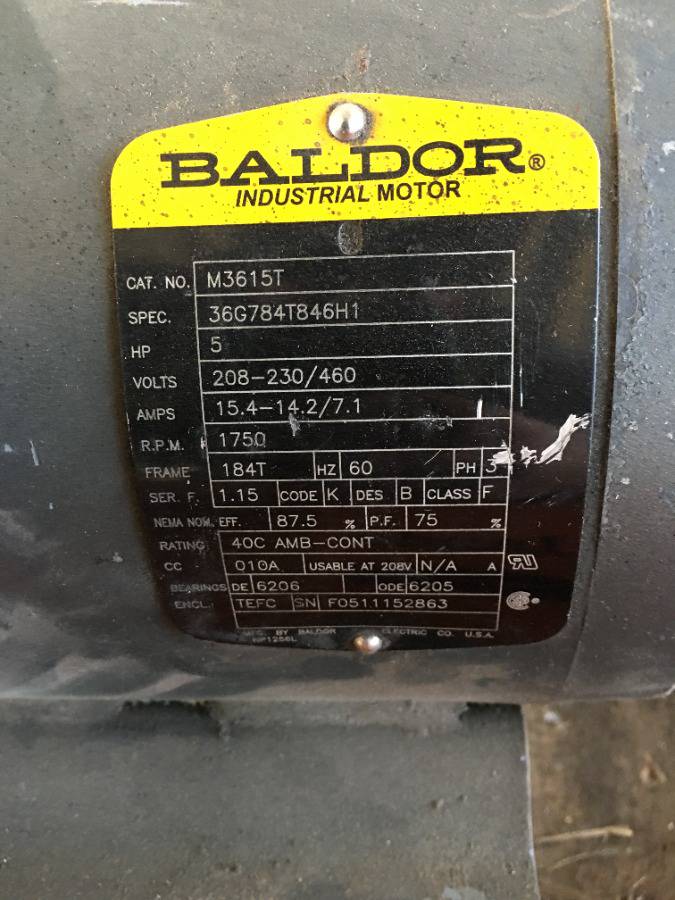 BALDOR®
INDUSTRIAL MOTOR
CAT. NO. M3615T
SPEC. 36G784T846H1
HP 5
VOLTS 208-230/460
AMPS 15.4-14.2/7.1
R.P.M. 1750
FRAME 184T HZ 60 PH 3
SER. F. 1.15 CODE K DES B CLASS F
NEMA NOM. EFF. 87.5 % P.F. 75 %
RATING 40C AMB-CONT
CC 010A USABLE AT 208V N/A A
BEARINGS DE 6206 ODE 6205
ENCL. TEFC SN F0511152863
MFG. BY BALDOR ELECTRIC CO. U.S.A.
NP1256L